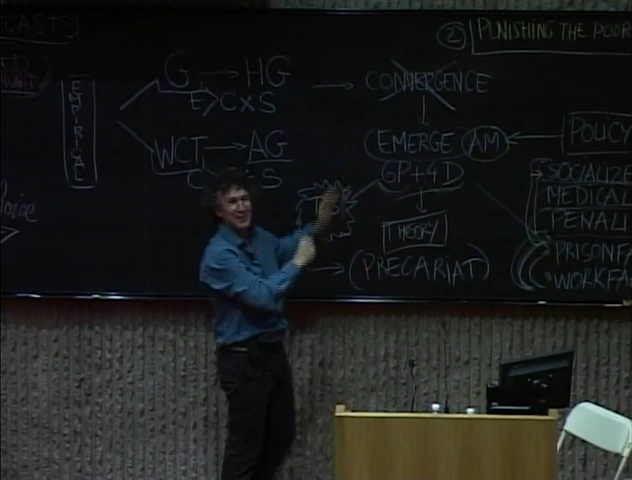 CASTS!
② PUNISHING THE POOR
G → HG
E>C×S
→ CONVERGENCE
EMPIRICAL
WCT → AG
EMERGE AM
POLICY
GP+4D
SOCIALIZE
MEDICAL
PENALI
THEORY
PRISONFA
→ (PRECARIAT)
WORKFA